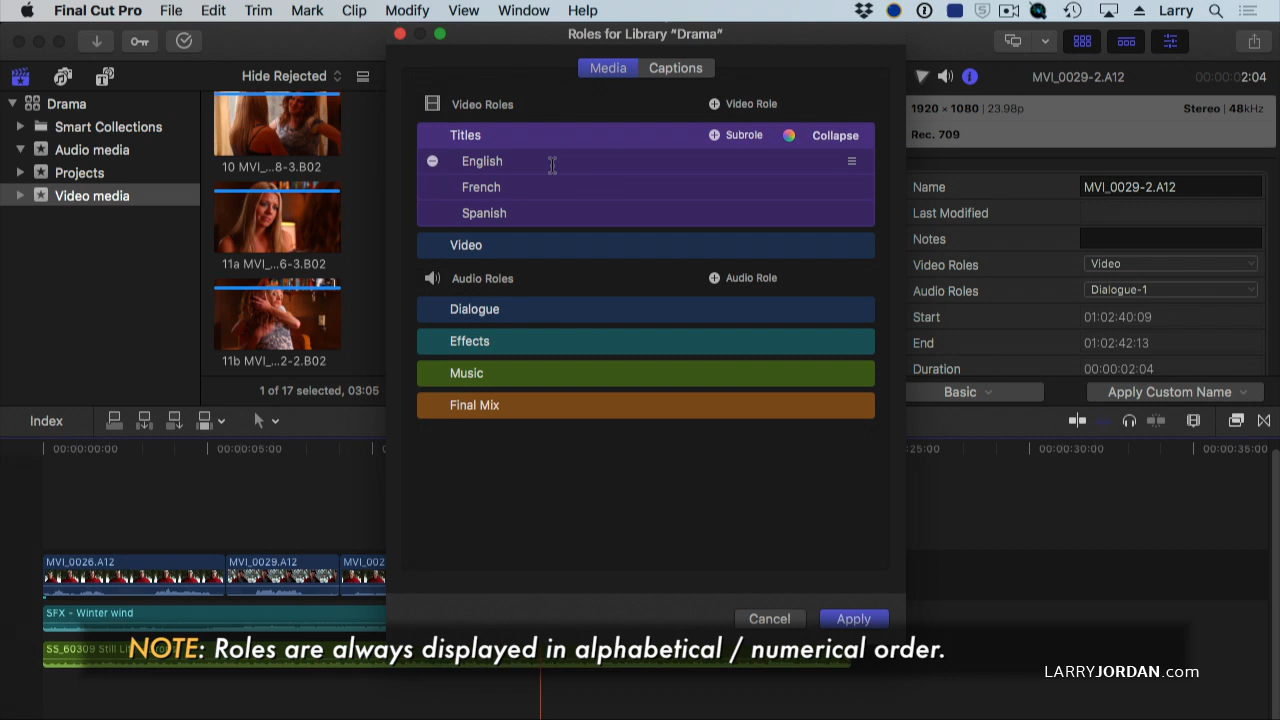 Final Cut Pro File Edit Trim Mark Clip Modify View Window Help Larry
Roles for Library “Drama”
Media Captions
Hide Rejected
MVI_0029-2.A12
00:00:00:02:04
Drama
Smart Collections
Audio media
Projects
Video media
10 MVI_...8-3.B02
11a MVI_...6-3.B02
11b MVI_...2-2.B02
1 of 17 selected, 03:05
Video Roles
Video Role
Titles
Subrole
Collapse
English
French
Spanish
Video
Audio Roles
Audio Role
Dialogue
Effects
Music
Final Mix
Cancel Apply
1920 × 1080 | 23.98p
Stereo | 48kHz
Rec. 709
Name MVI_0029-2.A12
Last Modified
Notes
Video Roles Video
Audio Roles Dialogue-1
Start 01:02:40:09
End 01:02:42:13
Duration 00:00:02:04
Basic Apply Custom Name
Index
00:00:00:00 00:00:05:00 :25:00 00:00:30:00 00:00:35:00
MVI_0026.A12 MVI_0029.A12 MVI_002
SFX - Winter wind
NOTE: Roles are always displayed in alphabetical / numerical order.
LARRYJORDAN.com